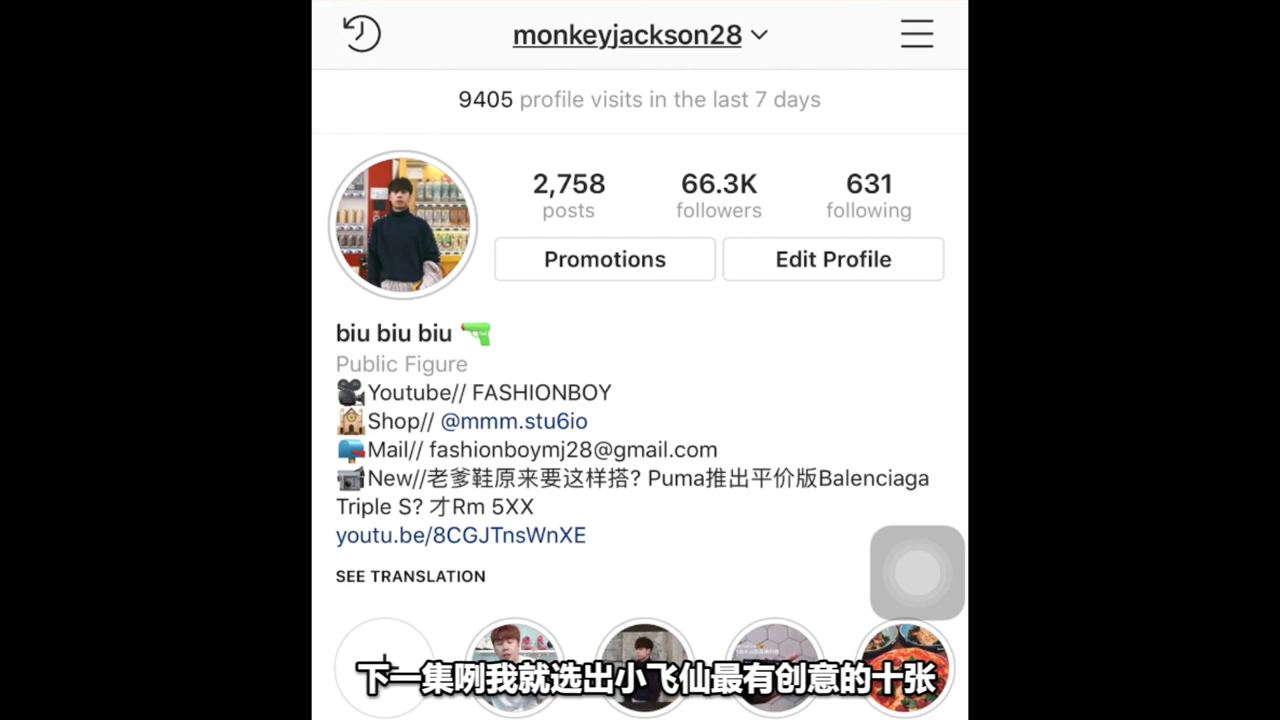 monkeyjackson28
9405 profile visits in the last 7 days
2,758 66.3K 631
posts followers following
Promotions Edit Profile
biu biu biu
Public Figure
Youtube// FASHIONBOY
Shop// @mmm.stu6io
Mail// fashionboymj28@gmail.com
New//老爹鞋原来要这样搭? Puma推出平价版Balenciaga
Triple S? 才Rm 5XX
youtu.be/8CGJTnsWnXE
SEE TRANSLATION
下一集咧我就选出小飞仙最有创意的十张